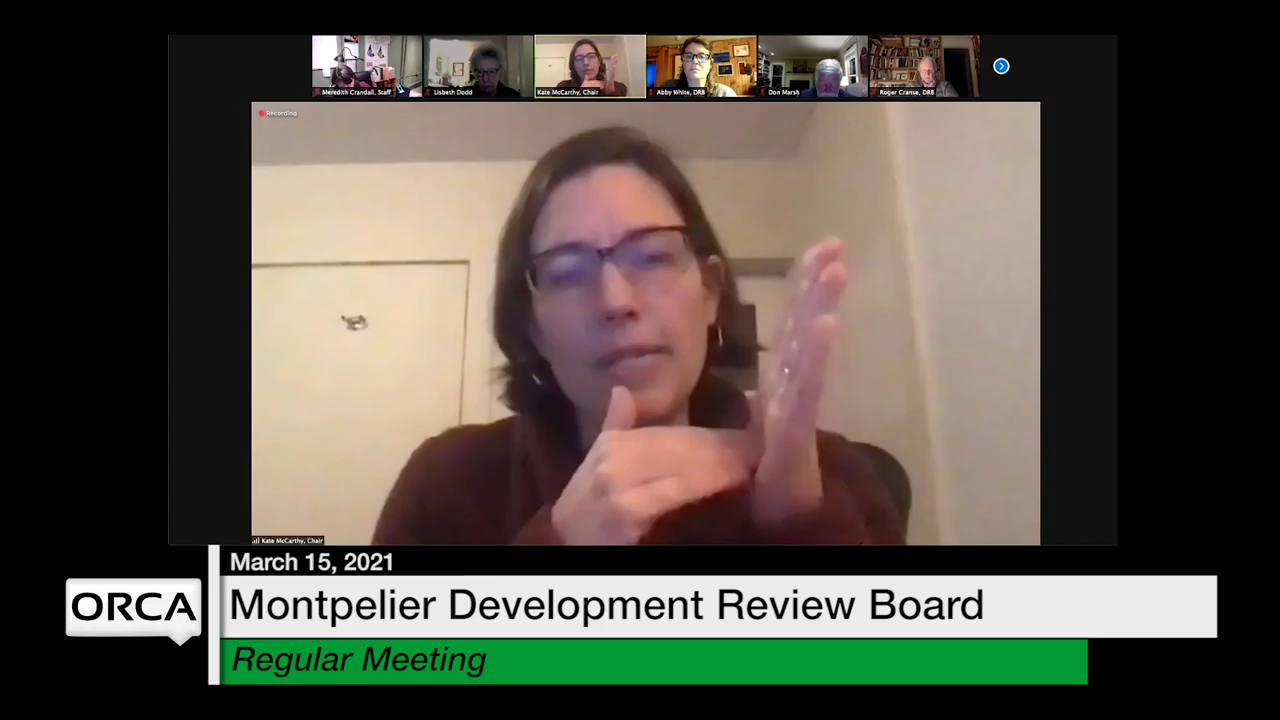 Meredith Crandall, Staff
Lisbeth Dodd
Kate McCarthy, Chair
Abby White, DRB
Don Marsh
Roger Cranse, DRB
Recording
Kate McCarthy, Chair
March 15, 2021
ORCA
Montpelier Development Review Board
Regular Meeting